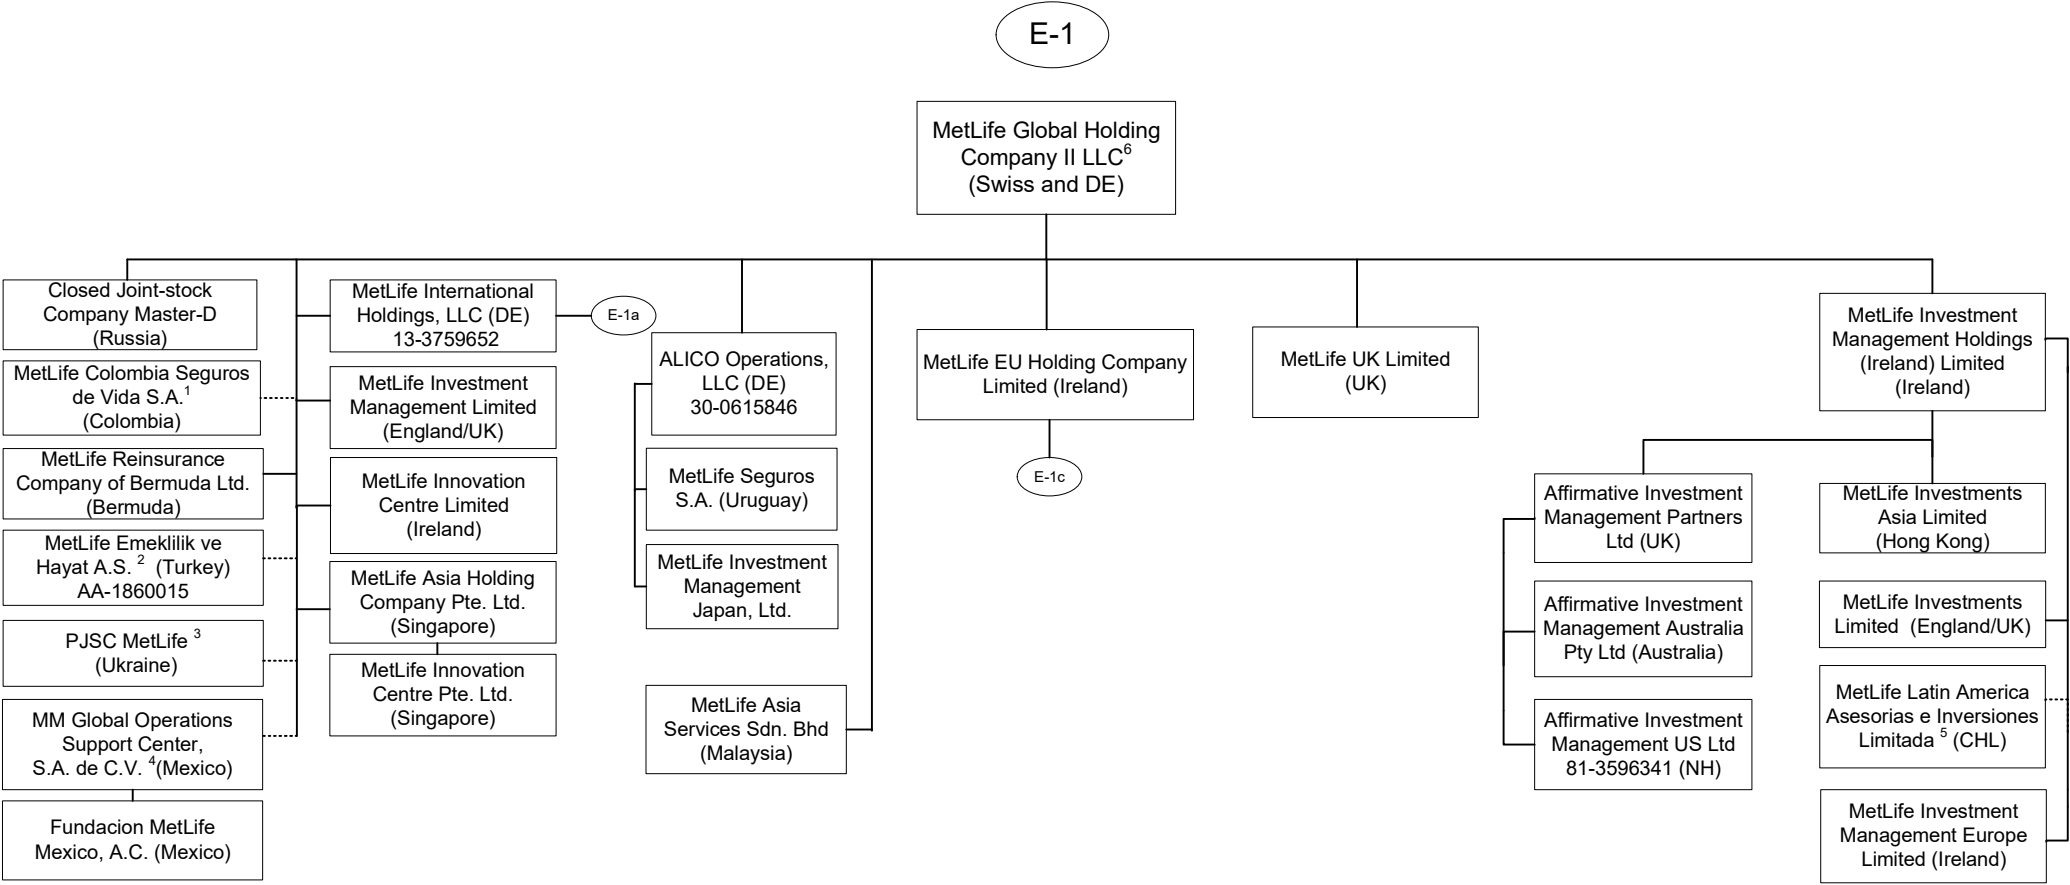 E-1
MetLife Global Holding
Company II LLC6
(Swiss and DE)
Closed Joint-stock
Company Master-D
(Russia)
MetLife Colombia Seguros
de Vida S.A.1
(Colombia)
MetLife Reinsurance
Company of Bermuda Ltd.
(Bermuda)
MetLife Emeklilik ve
Hayat A.S. 2 (Turkey)
AA-1860015
PJSC MetLife 3
(Ukraine)
MM Global Operations
Support Center,
S.A. de C.V. 4(Mexico)
Fundacion MetLife
Mexico, A.C. (Mexico)
MetLife International
Holdings, LLC (DE)
13-3759652
E-1a
MetLife Investment
Management Limited
(England/UK)
MetLife Innovation
Centre Limited
(Ireland)
MetLife Asia Holding
Company Pte. Ltd.
(Singapore)
MetLife Innovation
Centre Pte. Ltd.
(Singapore)
ALICO Operations,
LLC (DE)
30-0615846
MetLife Seguros
S.A. (Uruguay)
MetLife Investment
Management
Japan, Ltd.
MetLife Asia
Services Sdn. Bhd
(Malaysia)
MetLife EU Holding Company
Limited (Ireland)
E-1c
MetLife UK Limited
(UK)
MetLife Investment
Management Holdings
(Ireland) Limited
(Ireland)
Affirmative Investment
Management Partners
Ltd (UK)
Affirmative Investment
Management Australia
Pty Ltd (Australia)
Affirmative Investment
Management US Ltd
81-3596341 (NH)
MetLife Investments
Asia Limited
(Hong Kong)
MetLife Investments
Limited (England/UK)
MetLife Latin America
Asesorias e Inversiones
Limitada 5 (CHL)
MetLife Investment
Management Europe
Limited (Ireland)